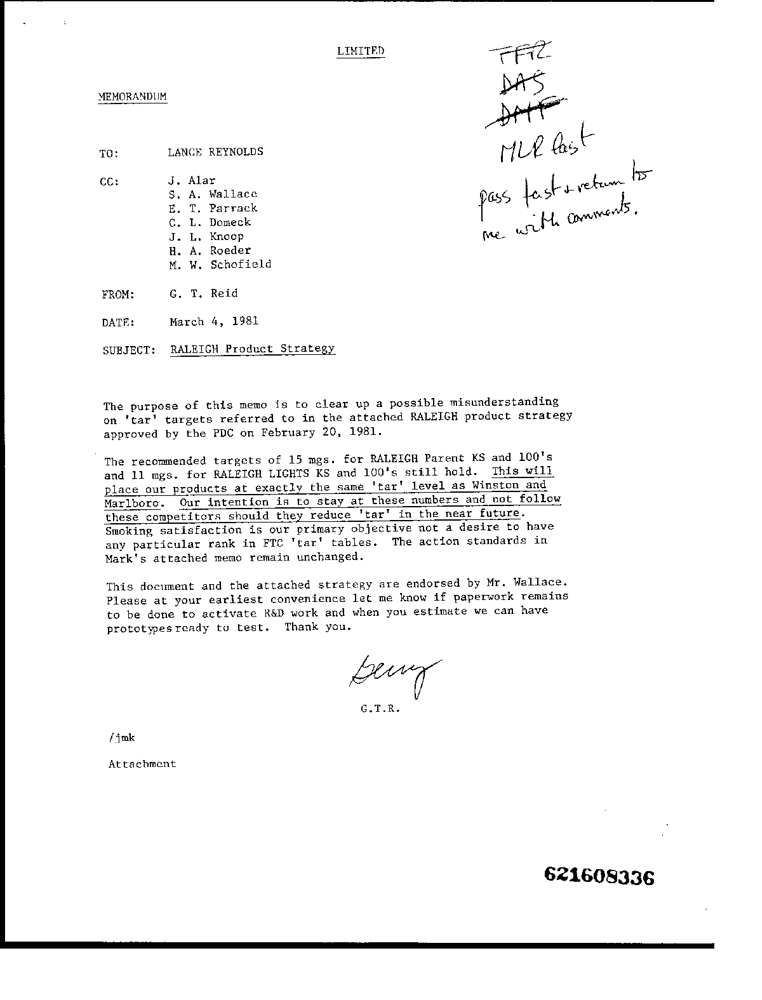 LIMITED
DAS
MLR last
pass fast + return to
me with comments.
MEMORANDUM
TO: LANCE REYNOLDS
CC: J. Alar
S. A. Wallace
E. T. Parrack
C. L. Domeck
J. L. Knoop
H. A. Roeder
M. W. Schofield
FROM: G. T. Reid
DATE: March 4, 1981
SUBJECT: RALEIGH Product Strategy
The purpose of this memo is to clear up a possible misunderstanding
on 'tar' targets referred to in the attached RALEIGH product strategy
approved by the PDC on February 20, 1981.
The recommended targets of 15 mgs. for RALEIGH Parent KS and 100's
and 11 mgs. for RALEIGH LIGHTS KS and 100's still hold. This will
place our products at exactly the same 'tar' level as Winston and
Marlboro. Our intention is to stay at these numbers and not follow
these competitors should they reduce 'tar' in the near future.
Smoking satisfaction is our primary objective not a desire to have
any particular rank in FTC 'tar' tables. The action standards in
Mark's attached memo remain unchanged.
This document and the attached strategy are endorsed by Mr. Wallace.
Please at your earliest convenience let me know if paperwork remains
to be done to activate R&D work and when you estimate we can have
prototypes ready to test. Thank you.
G.T.R.
/jmk
Attachment
621608336